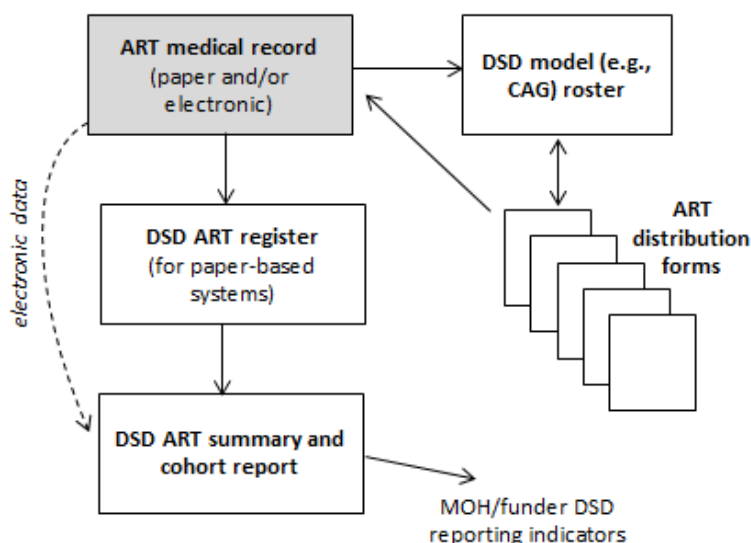 ART medical record
(paper and/or
electronic)
DSD model (e.g.,
CAG) roster
electronic data
DSD ART register
(for paper-based
systems)
ART
distribution
forms
DSD ART summary and
cohort report
MOH/funder DSD
reporting indicators